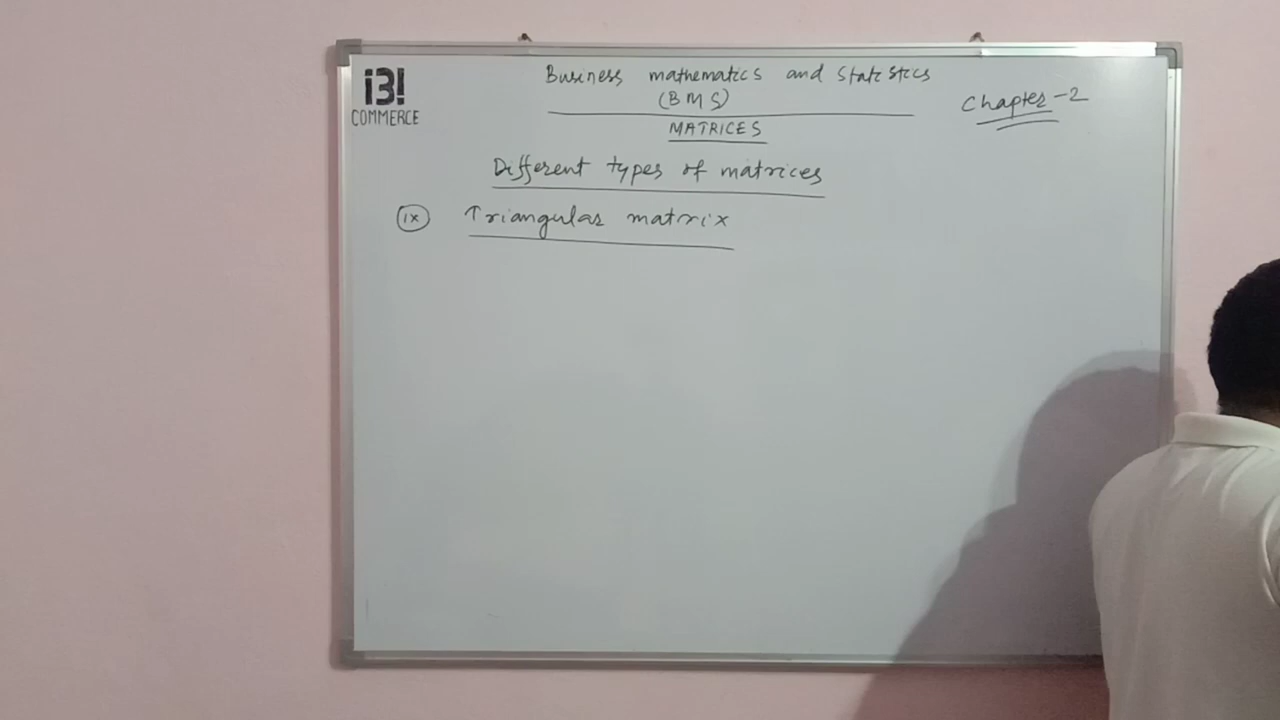 i3!
COMMERCE
Business mathematics and statistics
(BMS)
Chapter-2
MATRICES
Different types of matrices
ix Triangular matrix